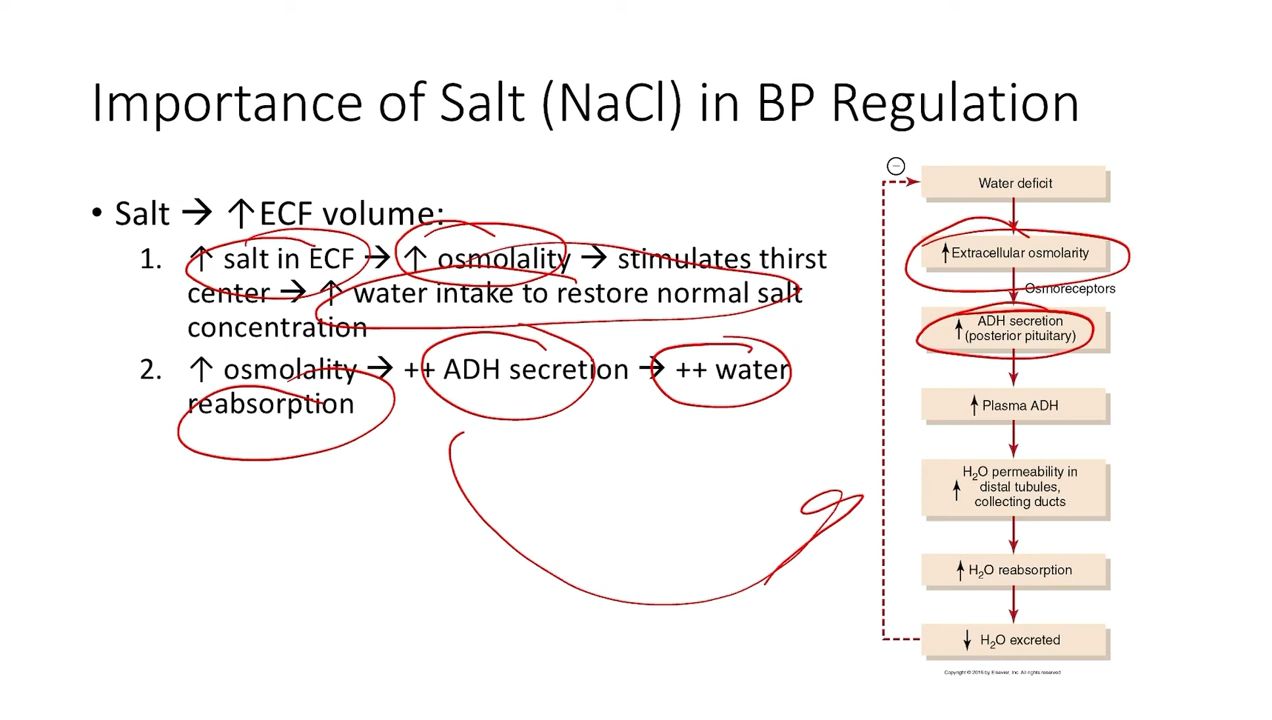 Importance of Salt (NaCl) in BP Regulation
• Salt → ↑ECF volume:
1. ↑ salt in ECF → ↑ osmolality → stimulates thirst
center → ↑ water intake to restore normal salt
concentration
2. ↑ osmolality → ++ ADH secretion → ++ water
reabsorption
−
Water deficit
↑ Extracellular osmolarity
Osmoreceptors
↑ ADH secretion
(posterior pituitary)
↑ Plasma ADH
↑ H₂O permeability in
distal tubules,
collecting ducts
↑ H₂O reabsorption
↓ H₂O excreted
Copyright © 2016 by Elsevier, Inc. All rights reserved